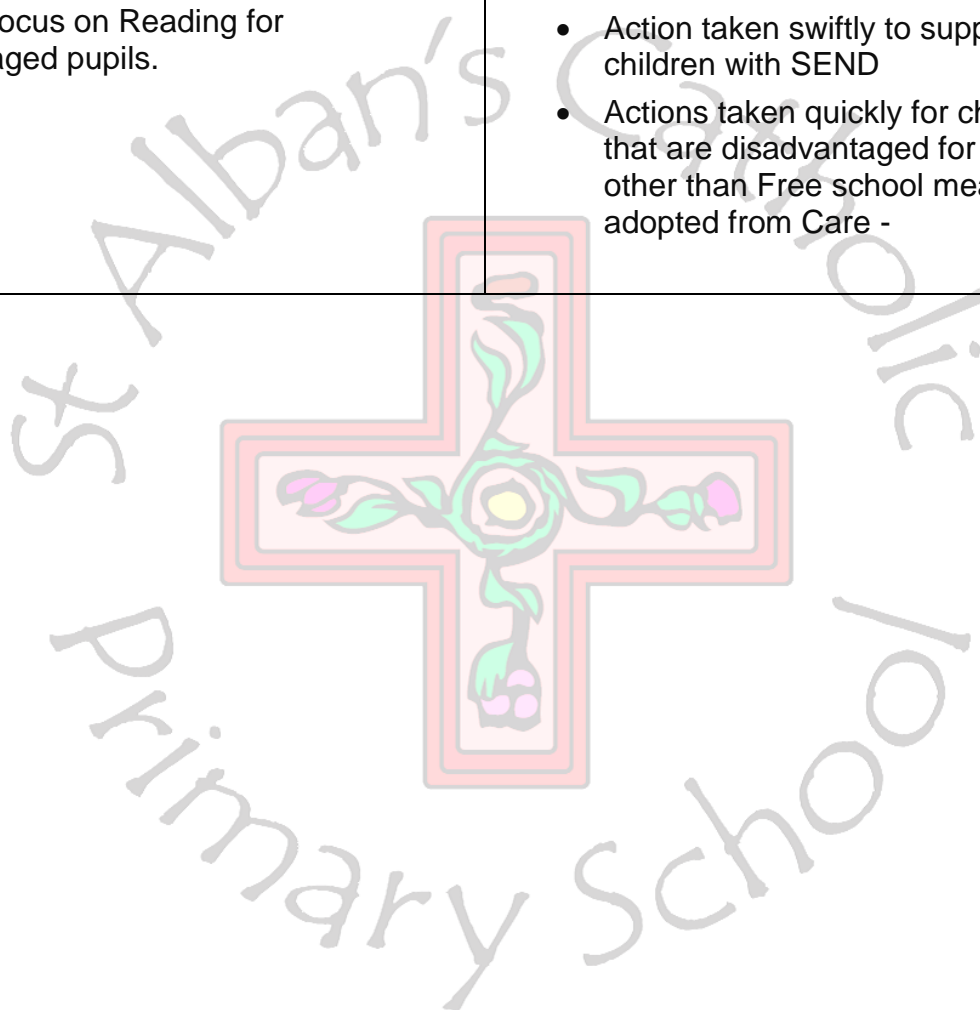 ocus on Reading for
aged pupils.
• Action taken swiftly to supp
children with SEND
• Actions taken quickly for ch
that are disadvantaged for
other than Free school mea
adopted from Care -
St Alban's Catholic
Primary School